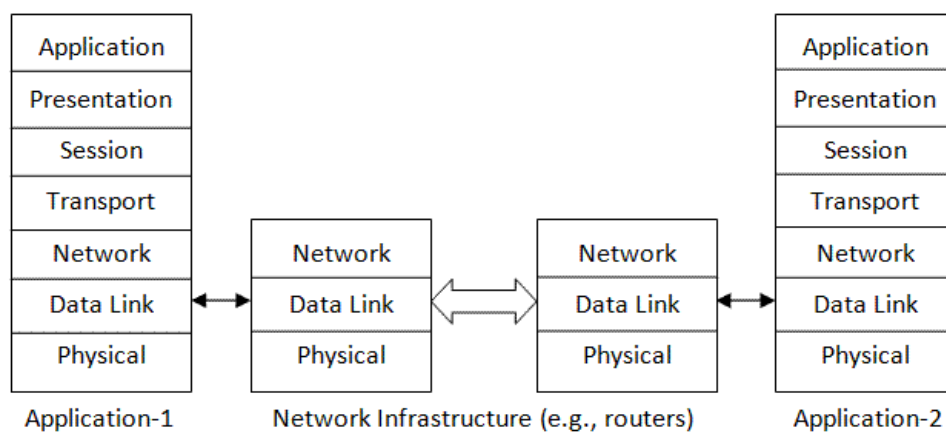 Application
Presentation
Session
Transport
Network
Data Link
Physical
Application-1
Network
Data Link
Physical
Network
Data Link
Physical
Network Infrastructure (e.g., routers)
Application
Presentation
Session
Transport
Network
Data Link
Physical
Application-2